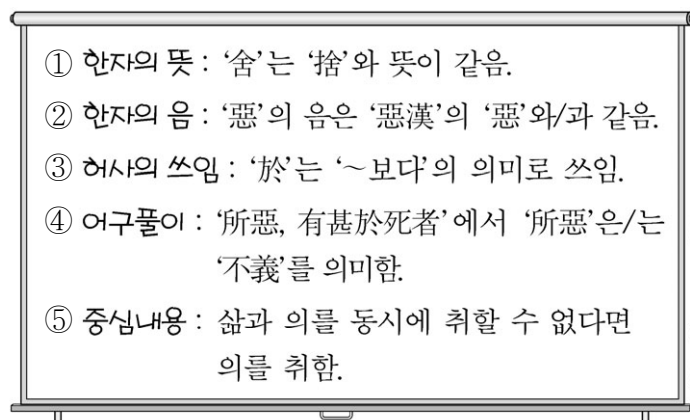 ① 한자의 뜻 : ‘舍’는 ‘捨’와 뜻이 같음.
② 한자의 음 : ‘惡’의 음은 ‘惡漢’의 ‘惡’와/과 같음.
③ 허사의 쓰임 : ‘於’는 ‘～보다’의 의미로 쓰임.
④ 어구풀이 : ‘所惡, 有甚於死者’에서 ‘所惡’은/는
‘不義’를 의미함.
⑤ 중심내용 : 삶과 의를 동시에 취할 수 없다면
의를 취함.